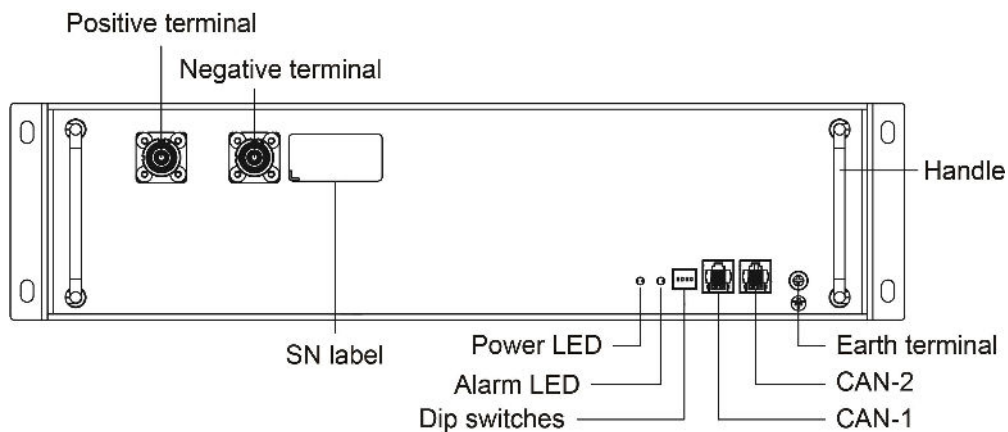 Positive terminal
Negative terminal
Handle
SN label
Power LED
Earth terminal
Alarm LED
CAN-2
Dip switches
CAN-1